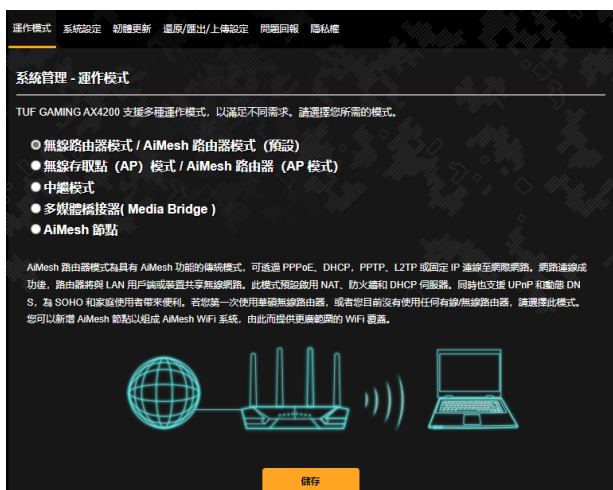 運作模式 系統設定 韌體更新 還原/匯出/上傳設定 問題回報 隱私權
系統管理 - 運作模式
TUF GAMING AX4200 支援多種運作模式，以滿足不同需求。請選擇您所需的模式。
無線路由器模式 / AiMesh 路由器模式（預設）
無線存取點（AP）模式 / AiMesh 路由器（AP 模式）
中繼模式
多媒體橋接器( Media Bridge )
AiMesh 節點
AiMesh 路由器模式為具有 AiMesh 功能的傳統模式，可透過 PPPoE、DHCP，PPTP、L2TP 或固定 IP 連線至網際網路。網路連線成
功後，路由器將與 LAN 用戶端或裝置共享無線網路。此模式預設啟用 NAT、防火牆和 DHCP 伺服器。同時也支援 UPnP 和動態 DN
S，為 SOHO 和家庭使用者帶來便利。若您第一次使用華碩無線路由器，或者您目前沒有使用任何有線/無線路由器，請選擇此模式。
您可以新增 AiMesh 節點以組成 AiMesh WiFi 系統，由此而提供更廣範圍的 WiFi 覆蓋。
儲存